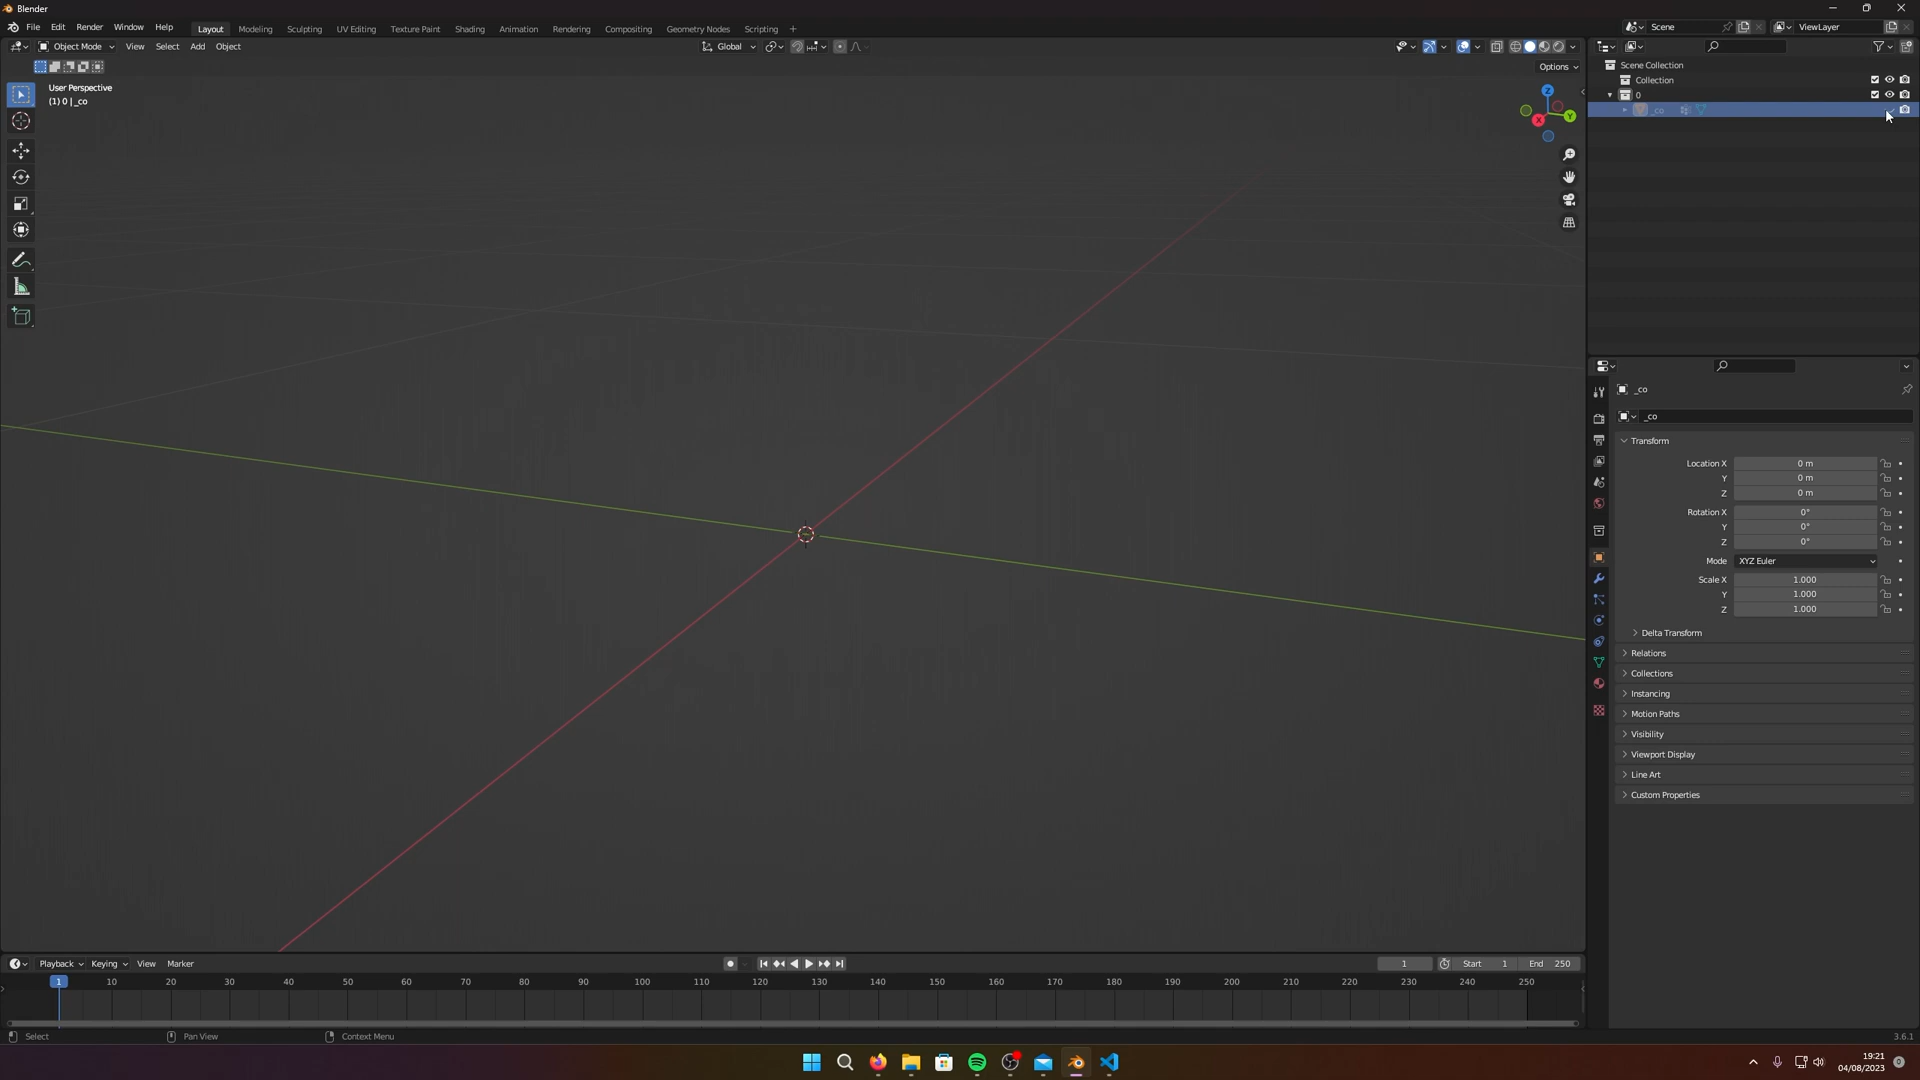 Blender
File Edit Render Window Help Layout Modeling Sculpting UV Editing Texture Paint Shading Animation Rendering Compositing Geometry Nodes Scripting + Scene ViewLayer
Object Mode View Select Add Object Global
Options
User Perspective
(1) 0 | _co
Z
Y
X
Scene Collection
Collection
0
_co
_co
_co
Transform
Location X 0 m
Y 0 m
Z 0 m
Rotation X 0°
Y 0°
Z 0°
Mode XYZ Euler
Scale X 1.000
Y 1.000
Z 1.000
Delta Transform
Relations
Collections
Instancing
Motion Paths
Visibility
Viewport Display
Line Art
Custom Properties
Playback Keying View Marker 1 Start 1 End 250
1 10 20 30 40 50 60 70 80 90 100 110 120 130 140 150 160 170 180 190 200 210 220 230 240 250
Select Pan View Context Menu 3.6.1
19:21
04/08/2023